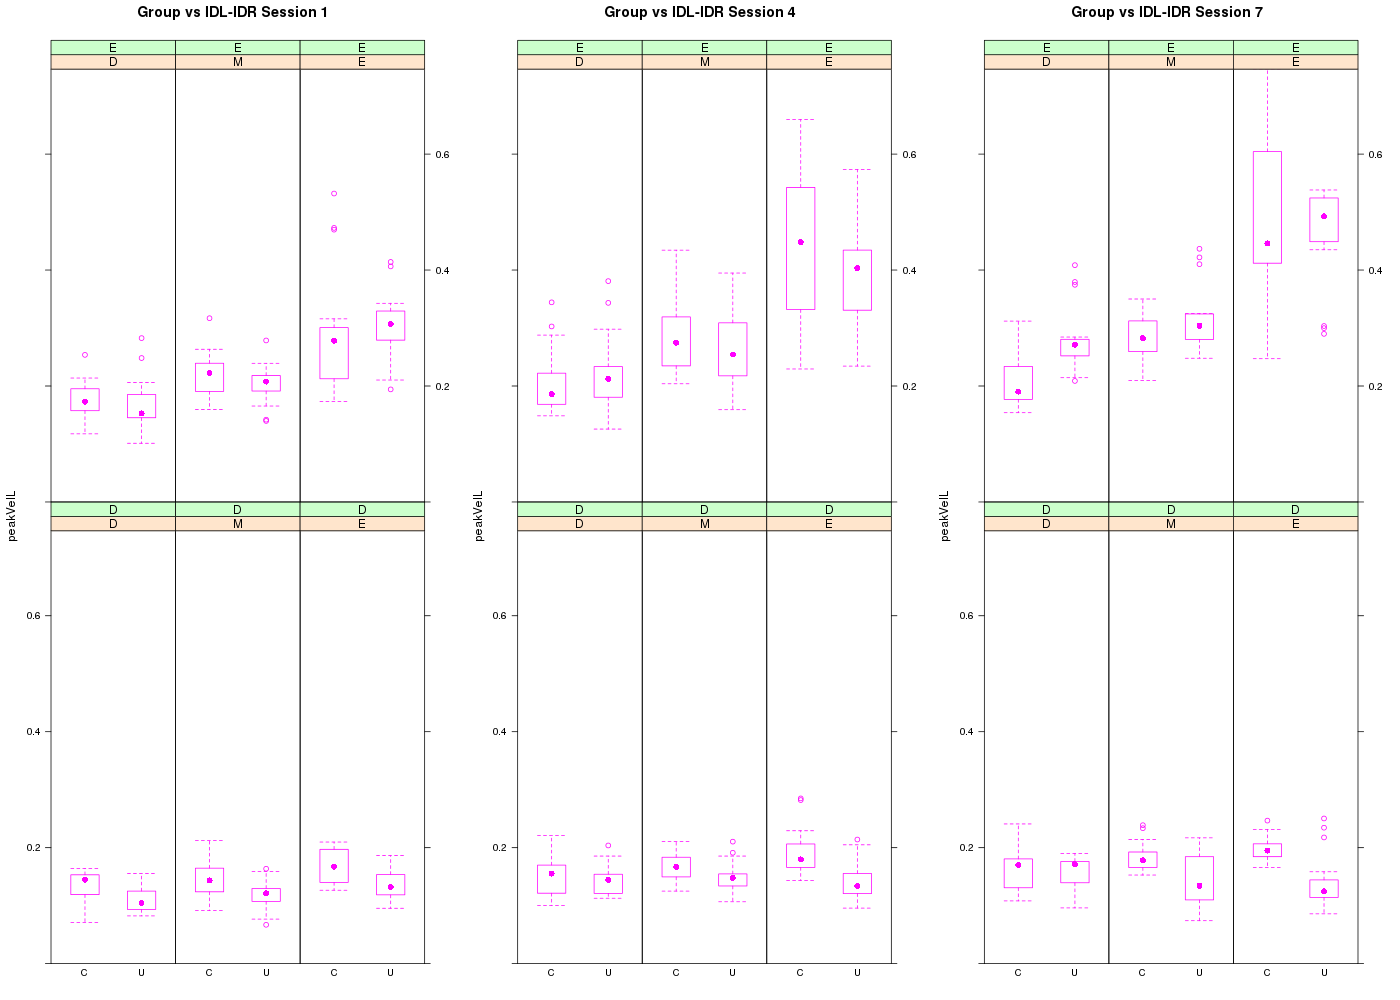 Group vs IDL-IDR Session 1 Group vs IDL-IDR Session 4 Group vs IDL-IDR Session 7
E E E E E E E E E
D M E D M E D M E
0.6 0.6 0.6
0.4 0.4 0.4
0.2 0.2 0.2
peakVelL peakVelL peakVelL
D D D D D D D D D
D M E D M E D M E
0.6 0.6 0.6
0.4 0.4 0.4
0.2 0.2 0.2
C U C U C U C U C U C U C U C U C U